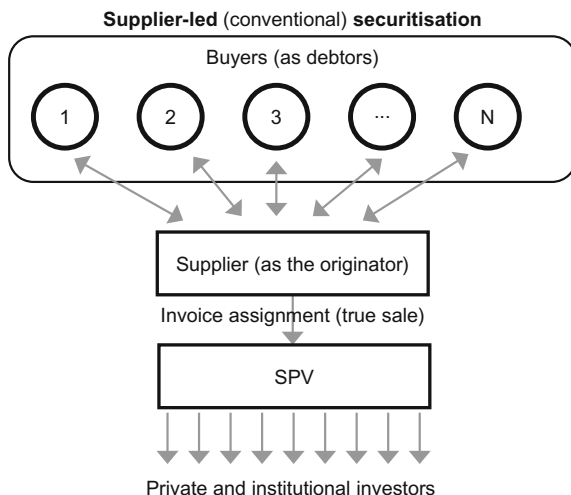 Supplier-led (conventional) securitisation
Buyers (as debtors)
1 2 3 ... N
Supplier (as the originator)
Invoice assignment (true sale)
SPV
Private and institutional investors